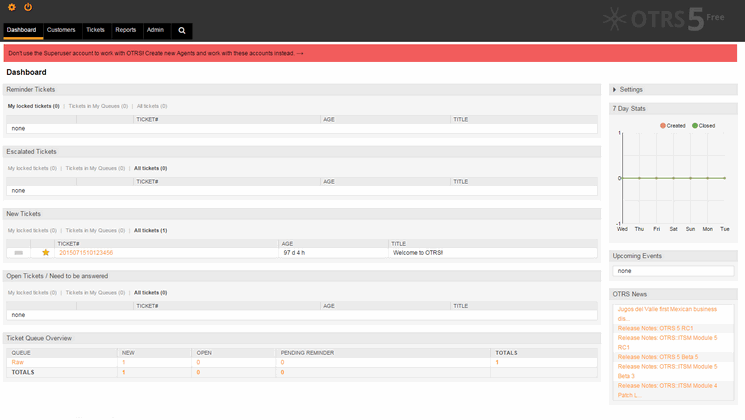 OTRS 5 Free
Dashboard Customers Tickets Reports Admin
Don't use the Superuser account to work with OTRS! Create new Agents and work with these accounts instead. →
Dashboard
Reminder Tickets
My locked tickets (0) | Tickets in My Queues (0) | All tickets (0)
TICKET# AGE TITLE
none
Escalated Tickets
My locked tickets (0) | Tickets in My Queues (0) | All tickets (0)
TICKET# AGE TITLE
none
New Tickets
My locked tickets (0) | Tickets in My Queues (0) | All tickets (1)
TICKET# AGE TITLE
2015071510123456 97 d 4 h Welcome to OTRS!
Open Tickets / Need to be answered
My locked tickets (0) | Tickets in My Queues (0) | All tickets (0)
TICKET# AGE TITLE
none
Ticket Queue Overview
QUEUE NEW OPEN PENDING REMINDER TOTALS
Raw 1 0 0 1
TOTALS 1 0 0
Settings
7 Day Stats
Created Closed
1
0
-1
Wed Thu Fri Sat Sun Mon Tue
Upcoming Events
none
OTRS News
Jugos del Valle first Mexican business
dis...
Release Notes: OTRS 5 RC1
Release Notes: OTRS::ITSM Module 5
RC1
Release Notes: OTRS 5 Beta 5
Release Notes: OTRS::ITSM Module 5
Beta 3
Release Notes: OTRS::ITSM Module 4
Patch L...